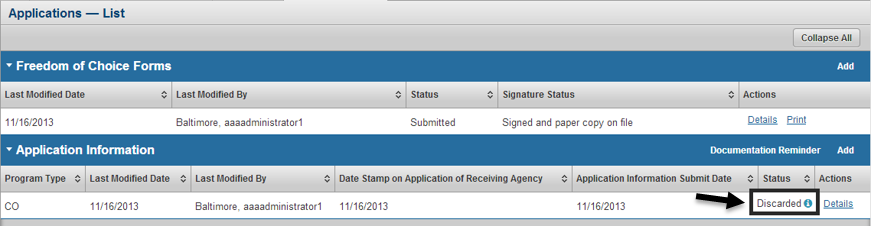 Applications — List
Collapse All
Freedom of Choice Forms Add
Last Modified Date Last Modified By Status Signature Status Actions
11/16/2013 Baltimore, aaaadministrator1 Submitted Signed and paper copy on file Details Print
Application Information Documentation Reminder Add
Program Type Last Modified Date Last Modified By Date Stamp on Application of Receiving Agency Application Information Submit Date Status Actions
CO 11/16/2013 Baltimore, aaaadministrator1 11/16/2013 11/16/2013 Discarded Details